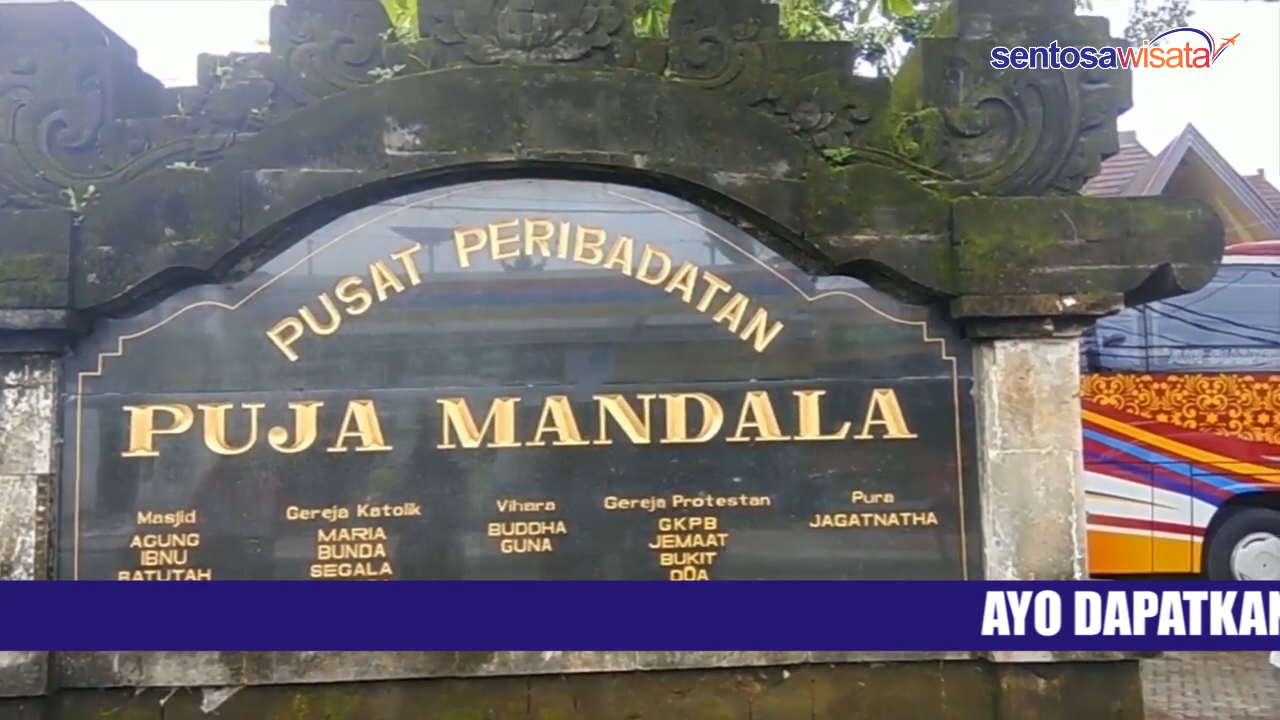 sentosawisata
PUSAT PERIBADATAN
PUJA MANDALA
Masjid
AGUNG
IBNU
BATUTAH
Gereja Katolik
MARIA
BUNDA
SEGALA
Vihara
BUDDHA
GUNA
Gereja Protestan
GKPB
JEMAAT
BUKIT
DOA
Pura
JAGATNATHA
AYO DAPATKAN